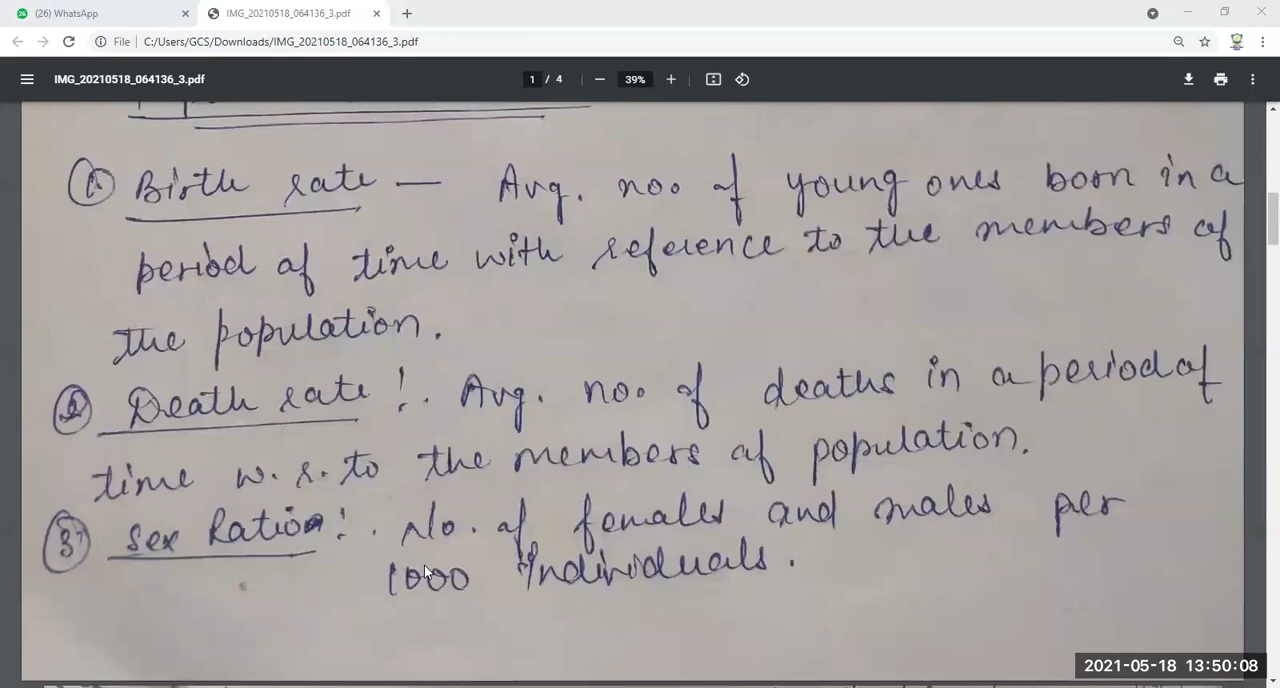 (26) WhatsApp
IMG_20210518_064136_3.pdf
File C:/Users/GCS/Downloads/IMG_20210518_064136_3.pdf
IMG_20210518_064136_3.pdf 1 / 4 39%
① Birth rate — Avg. no. of young ones born in a
period of time with reference to the members of
the population.
② Death rate :. Avg. no. of deaths in a period of
time w.r. to the members of population.
③ Sex Ratio :. No. of females and males per
1000 Individuals.
2021-05-18 13:50:08